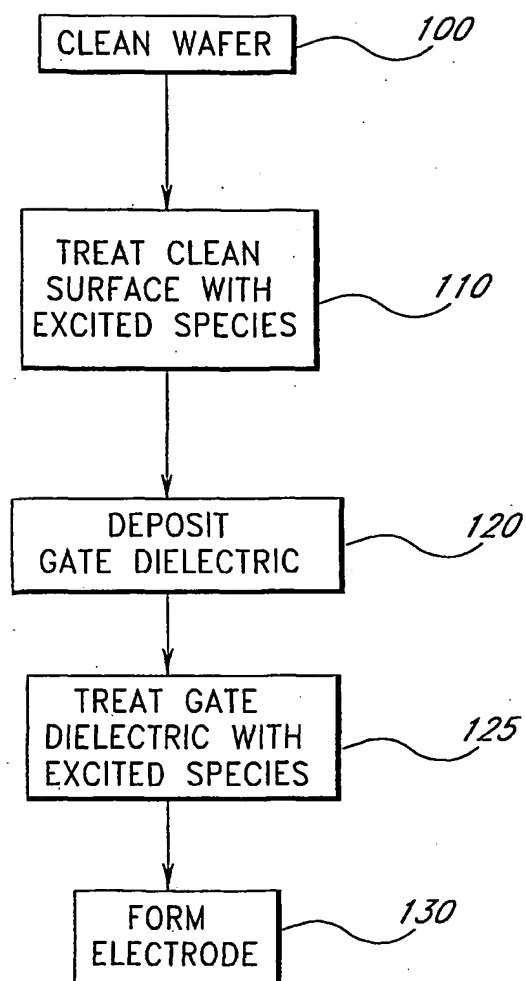 CLEAN WAFER
100
TREAT CLEAN
SURFACE WITH
EXCITED SPECIES
110
DEPOSIT
GATE DIELECTRIC
120
TREAT GATE
DIELECTRIC WITH
EXCITED SPECIES
125
FORM
ELECTRODE
130